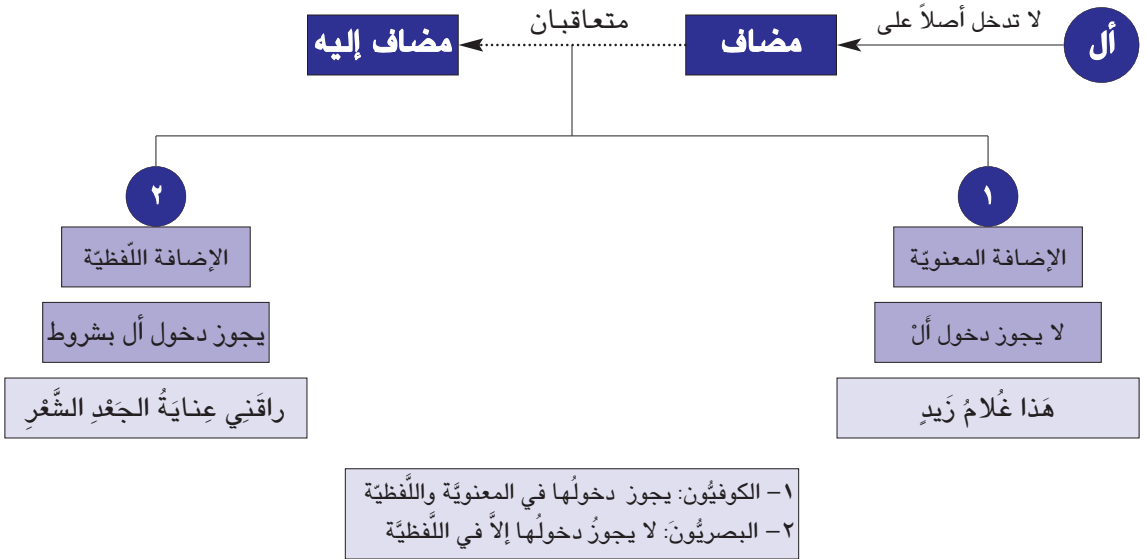 أل
لا تدخل أصلاً على
مضاف
متعاقبان
مضاف إليه
١
الإضافة المعنويّة
لا يجوز دخول أَلْ
هَذا غُلامُ زَيدٍ
٢
الإضافة اللّفظيّة
يجوز دخول أل بشروط
راقَنِي عِنايَةُ الجَعْدِ الشَّعْرِ
١– الكوفيُّون: يجوز دخولُها في المعنويَّة واللَّفظيّة
٢– البصريُّونَ: لا يجوزُ دخولُها إلاَّ في اللَّفظيَّة